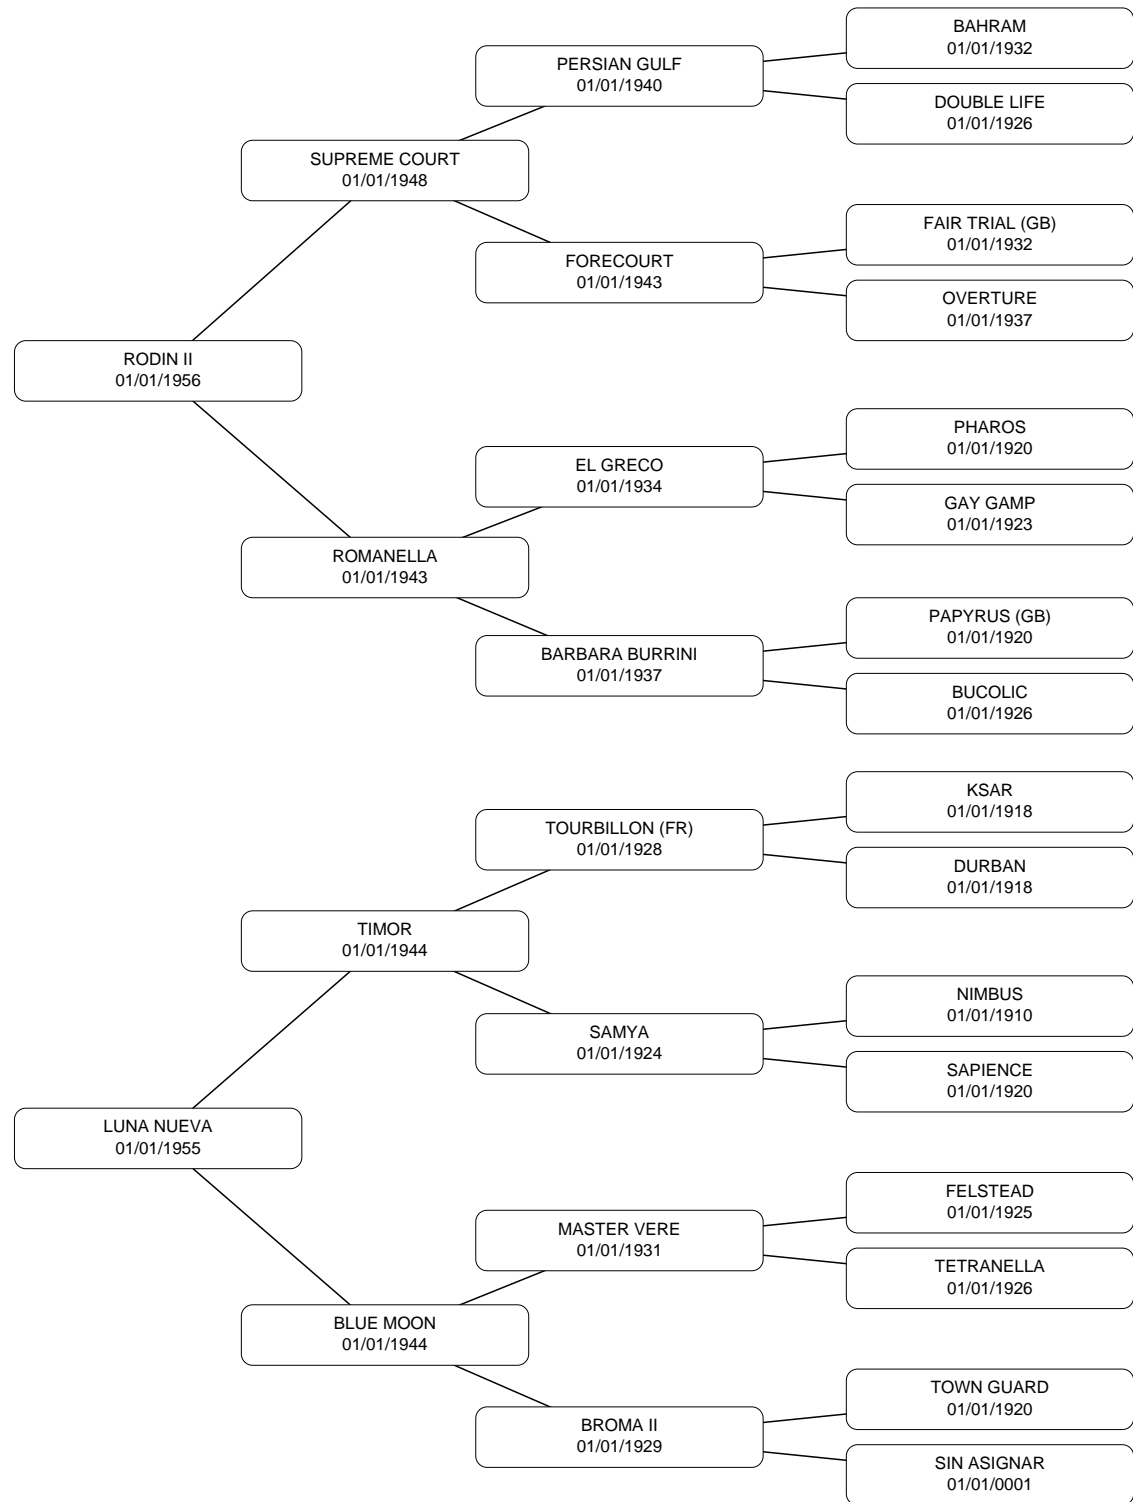 BAHRAM
01/01/1932
PERSIAN GULF
01/01/1940
DOUBLE LIFE
01/01/1926
SUPREME COURT
01/01/1948
FAIR TRIAL (GB)
01/01/1932
FORECOURT
01/01/1943
OVERTURE
01/01/1937
RODIN II
01/01/1956
PHAROS
01/01/1920
EL GRECO
01/01/1934
GAY GAMP
01/01/1923
ROMANELLA
01/01/1943
PAPYRUS (GB)
01/01/1920
BARBARA BURRINI
01/01/1937
BUCOLIC
01/01/1926
KSAR
01/01/1918
TOURBILLON (FR)
01/01/1928
DURBAN
01/01/1918
TIMOR
01/01/1944
NIMBUS
01/01/1910
SAMYA
01/01/1924
SAPIENCE
01/01/1920
LUNA NUEVA
01/01/1955
FELSTEAD
01/01/1925
MASTER VERE
01/01/1931
TETRANELLA
01/01/1926
BLUE MOON
01/01/1944
TOWN GUARD
01/01/1920
BROMA II
01/01/1929
SIN ASIGNAR
01/01/0001